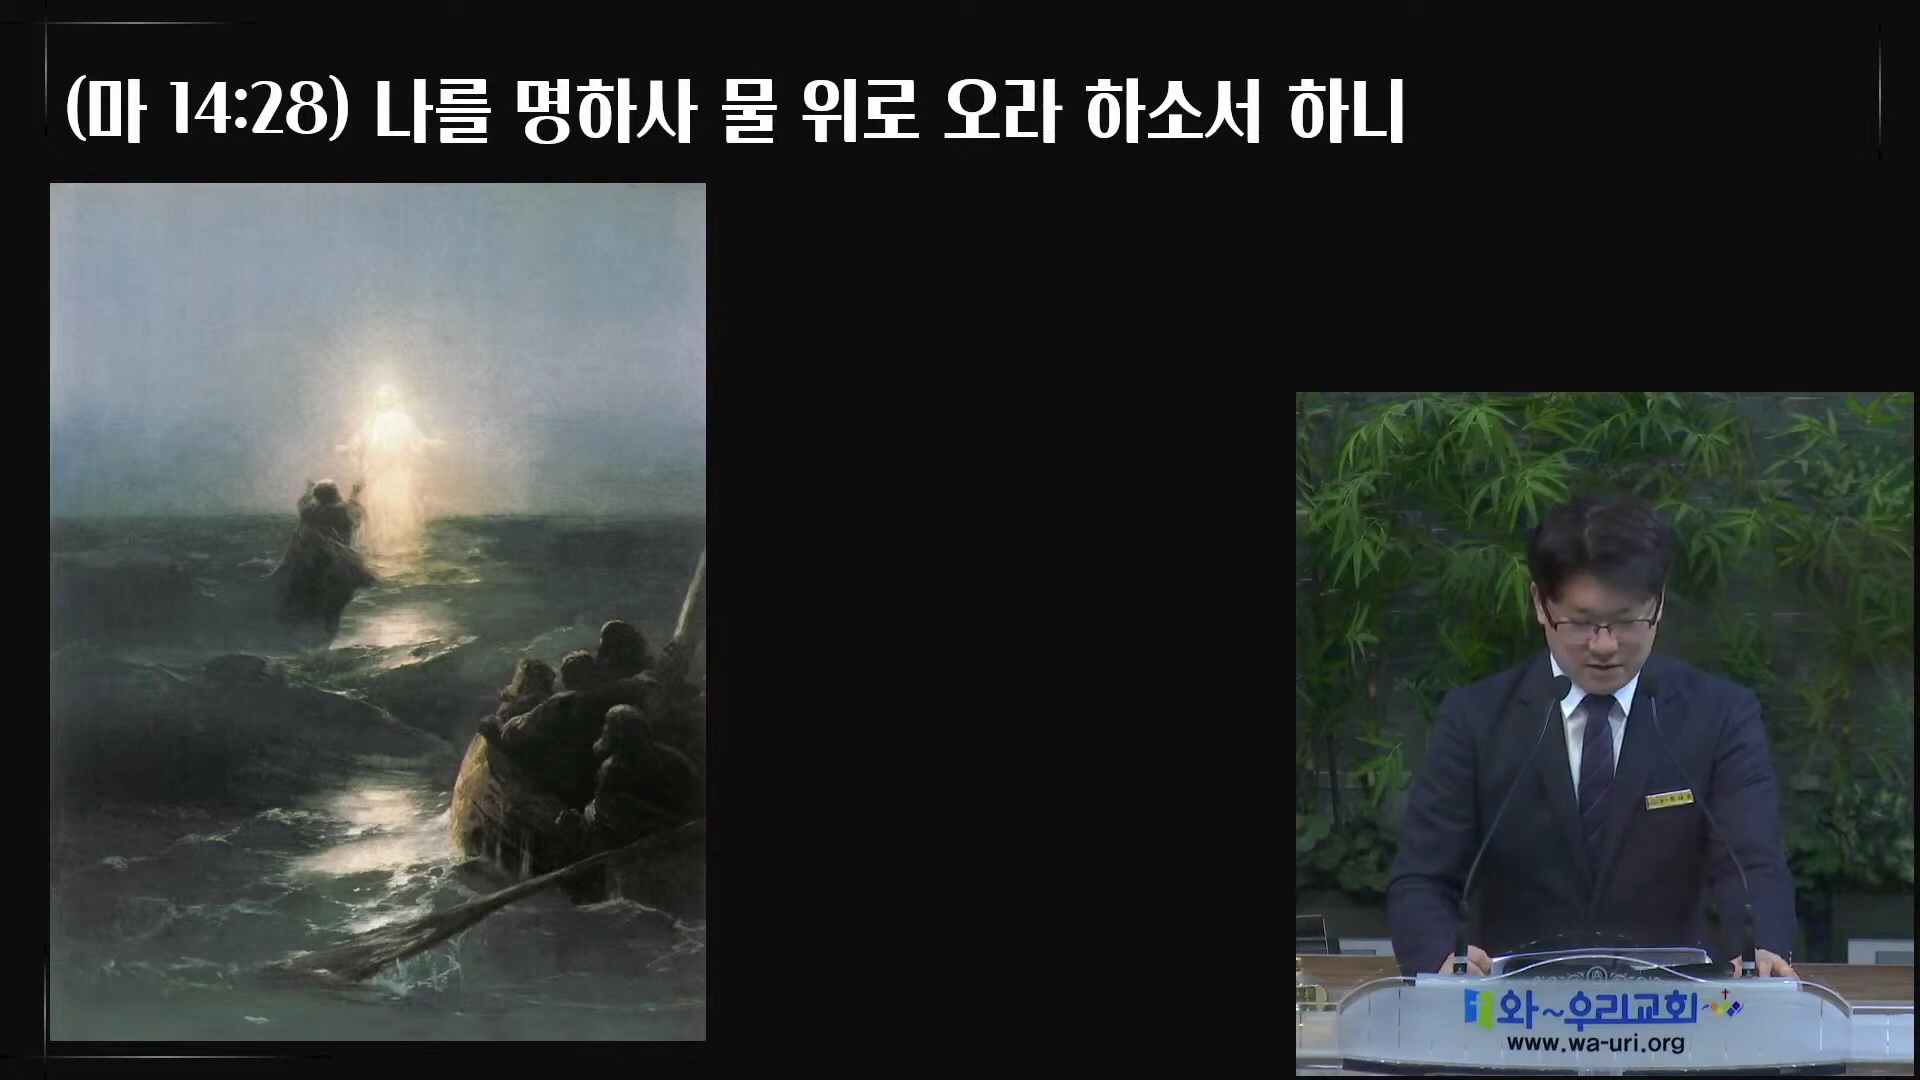 (마 14:28) 나를 명하사 물 위로 오라 하소서 하니
와~우리교회
www.wa-uri.org